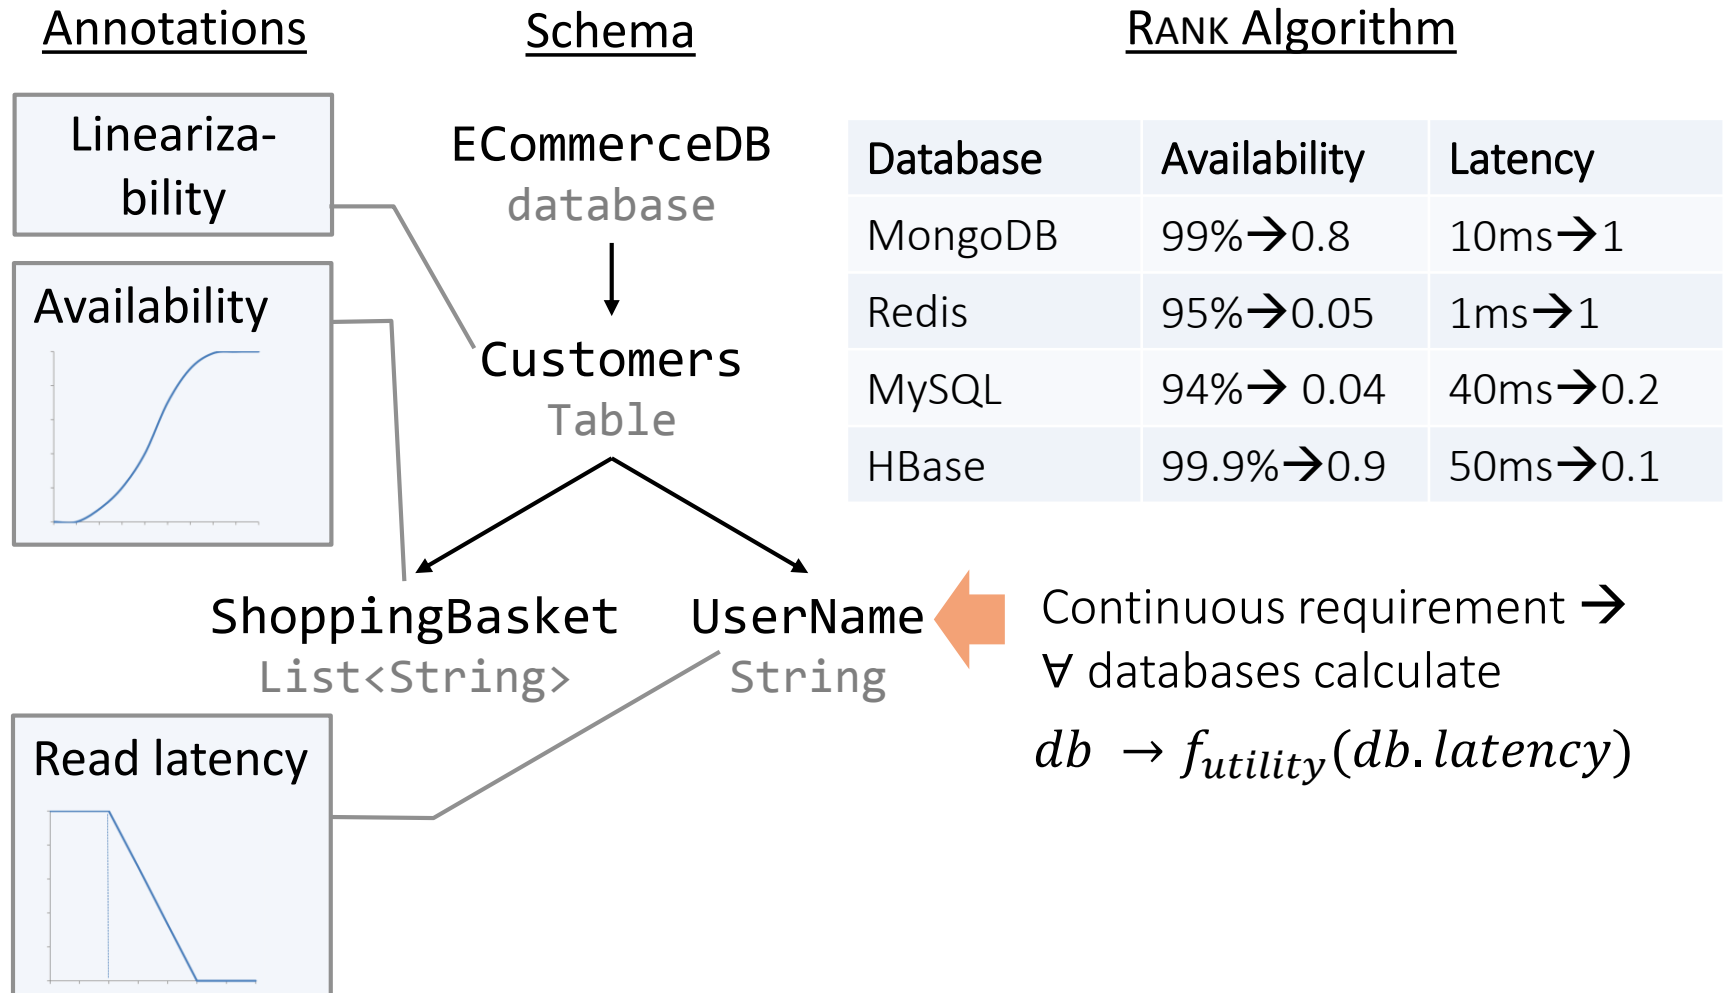 Annotations
Schema
RANK Algorithm
Lineariza-
bility
Availability
Read latency
ECommerceDB
database
Customers
Table
ShoppingBasket
List<String>
UserName
String
Database Availability Latency
MongoDB 99%→0.8 10ms→1
Redis 95%→0.05 1ms→1
MySQL 94%→ 0.04 40ms→0.2
HBase 99.9%→0.9 50ms→0.1
Continuous requirement →
∀ databases calculate
db → f_utility(db.latency)